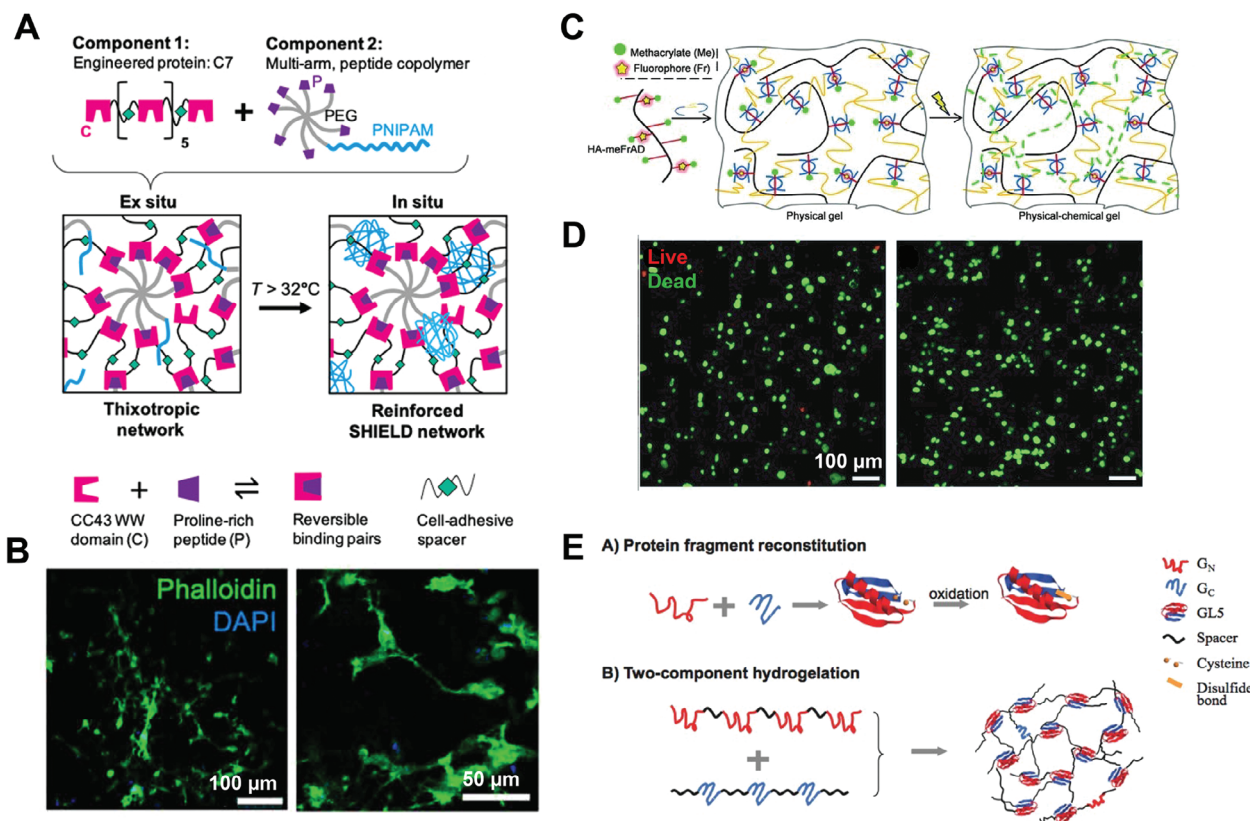 A
Component 1:
Engineered protein: C7
Component 2:
Multi-arm, peptide copolymer
P
PEG
PNIPAM
C
5
+
Ex situ
In situ
T > 32°C
Thixotropic
network
Reinforced
SHIELD network
+
⇌
CC43 WW
domain (C)
Proline-rich
peptide (P)
Reversible
binding pairs
Cell-adhesive
spacer
B
Phalloidin
DAPI
100 µm
50 µm
C
Methacrylate (Me)
Fluorophore (Fr)
HA-meFrAD
Physical gel
Physical-chemical gel
D
Live
Dead
100 µm
E
A) Protein fragment reconstitution
+
oxidation
B) Two-component hydrogelation
+
GN
GC
GL5
Spacer
Cysteine
Disulfide
bond